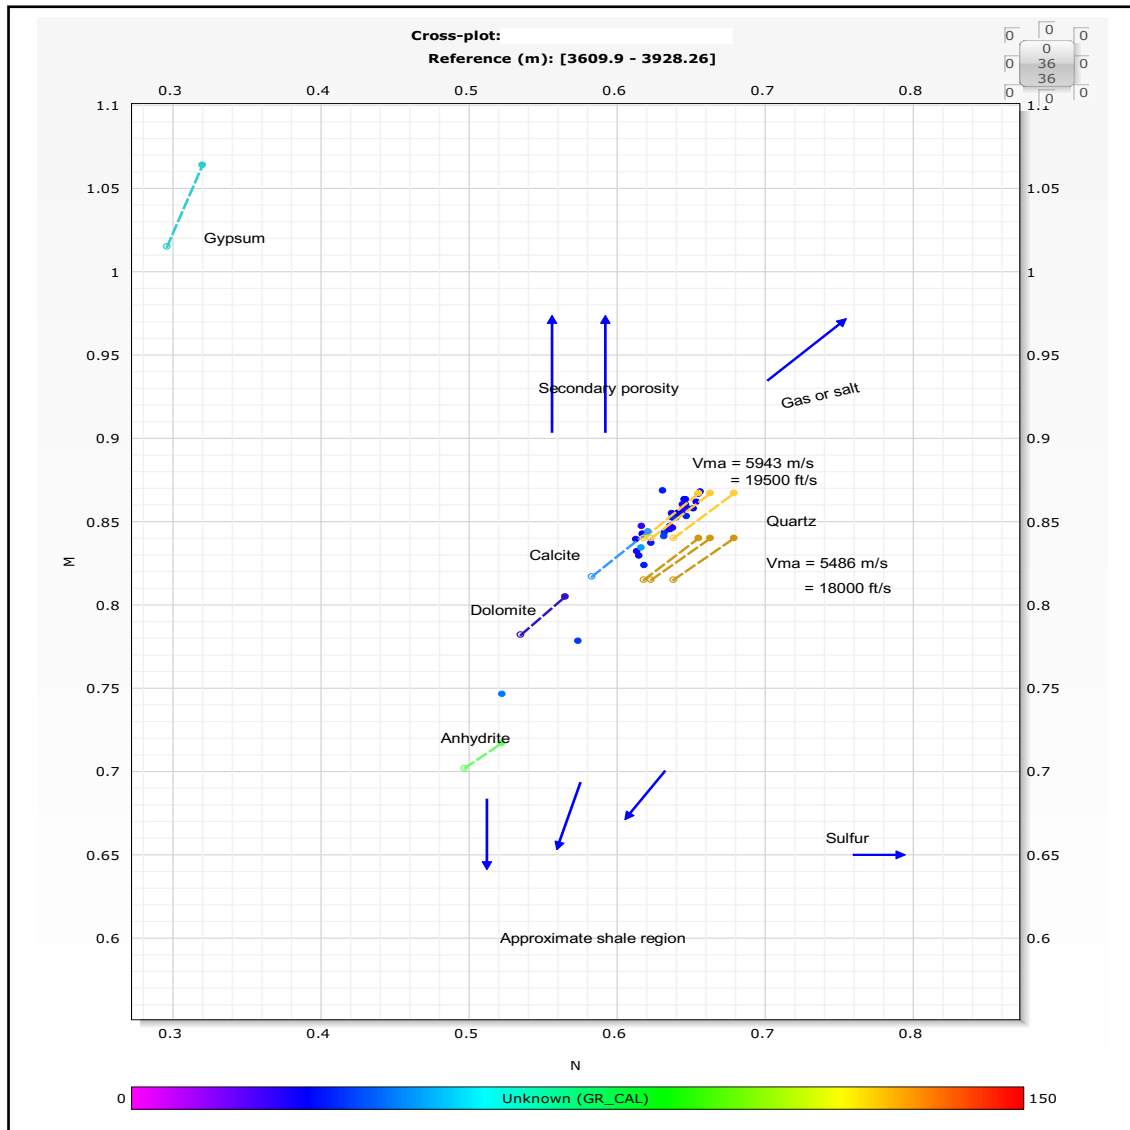 Cross-plot:
Reference (m): [3609.9 - 3928.26]
0 0 0
0
0 36 0
36
0 0 0
0.3 0.4 0.5 0.6 0.7 0.8
1.1 1.1
1.05 1.05
Gypsum
1 1
0.95 0.95
Secondary porosity
Gas or salt
0.9 0.9
Vma = 5943 m/s
= 19500 ft/s
0.85 Quartz 0.85
Calcite
M
Vma = 5486 m/s
= 18000 ft/s
0.8 Dolomite 0.8
0.75 0.75
Anhydrite
0.7 0.7
Sulfur
0.65 0.65
0.6 Approximate shale region 0.6
0.3 0.4 0.5 0.6 0.7 0.8
N
0 Unknown (GR_CAL) 150